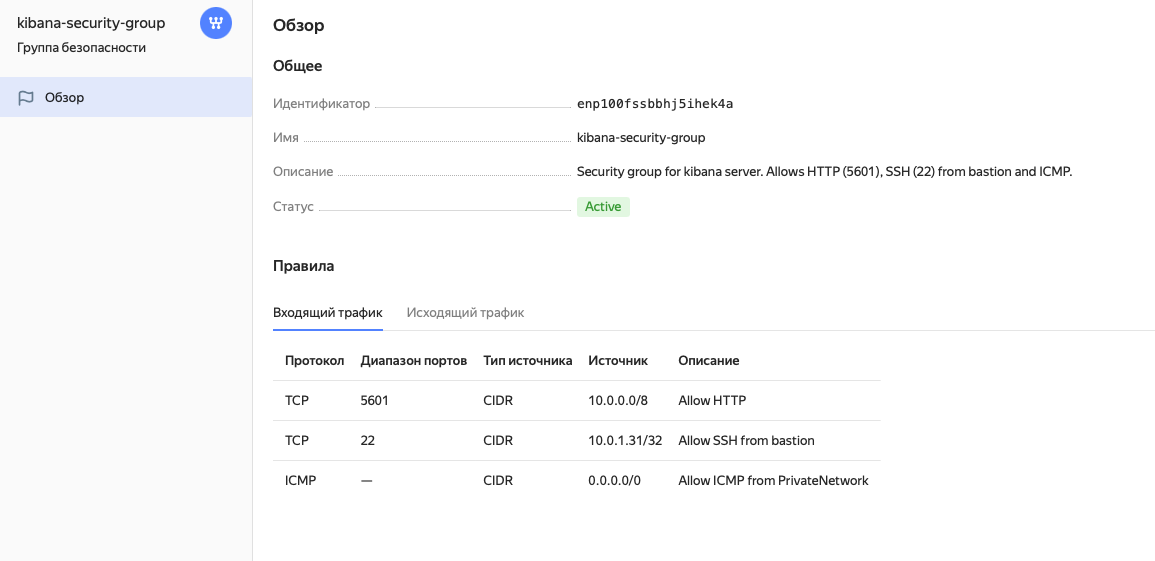 kibana-security-group
Группа безопасности
Обзор
Обзор
Общее
Идентификатор enp100fssbbhj5ihek4a
Имя kibana-security-group
Описание Security group for kibana server. Allows HTTP (5601), SSH (22) from bastion and ICMP.
Статус Active
Правила
Входящий трафик Исходящий трафик
Протокол Диапазон портов Тип источника Источник Описание
TCP 5601 CIDR 10.0.0.0/8 Allow HTTP
TCP 22 CIDR 10.0.1.31/32 Allow SSH from bastion
ICMP — CIDR 0.0.0.0/0 Allow ICMP from PrivateNetwork